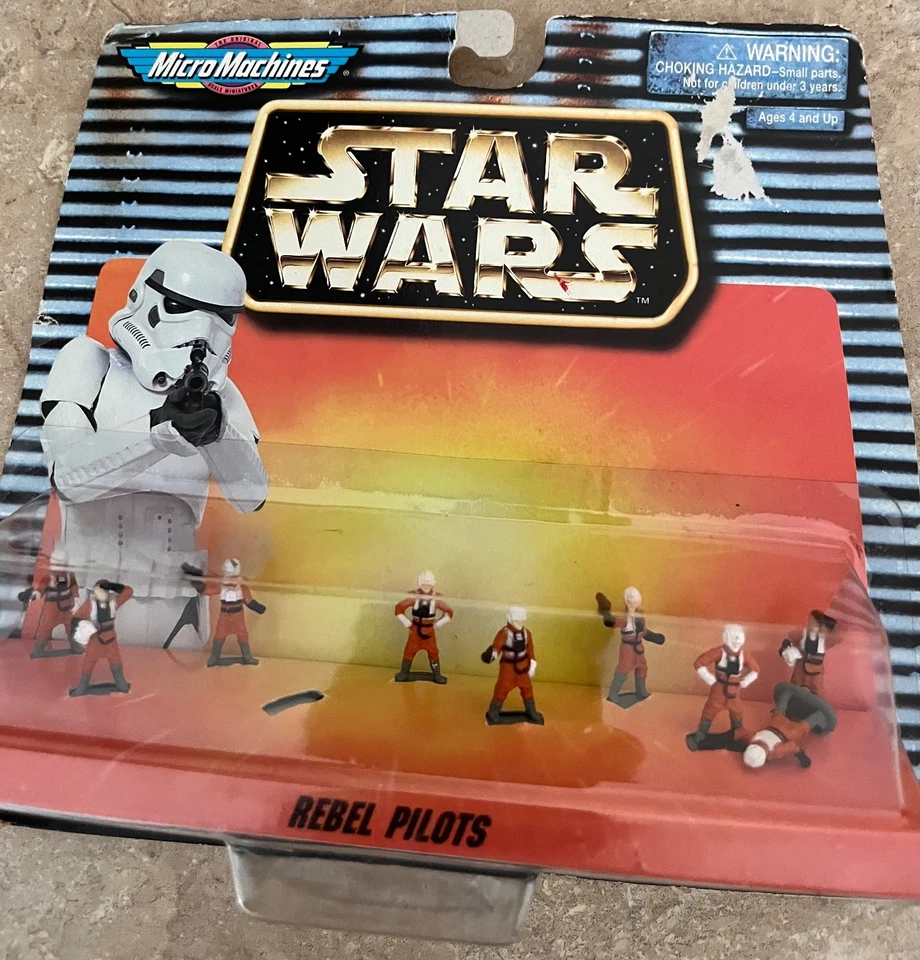 THE ORIGINAL
MicroMachines®
SCALE MINIATURES
WARNING:
CHOKING HAZARD–Small parts.
Not for children under 3 years.
Ages 4 and Up
STAR
WARS
TM
REBEL PILOTS